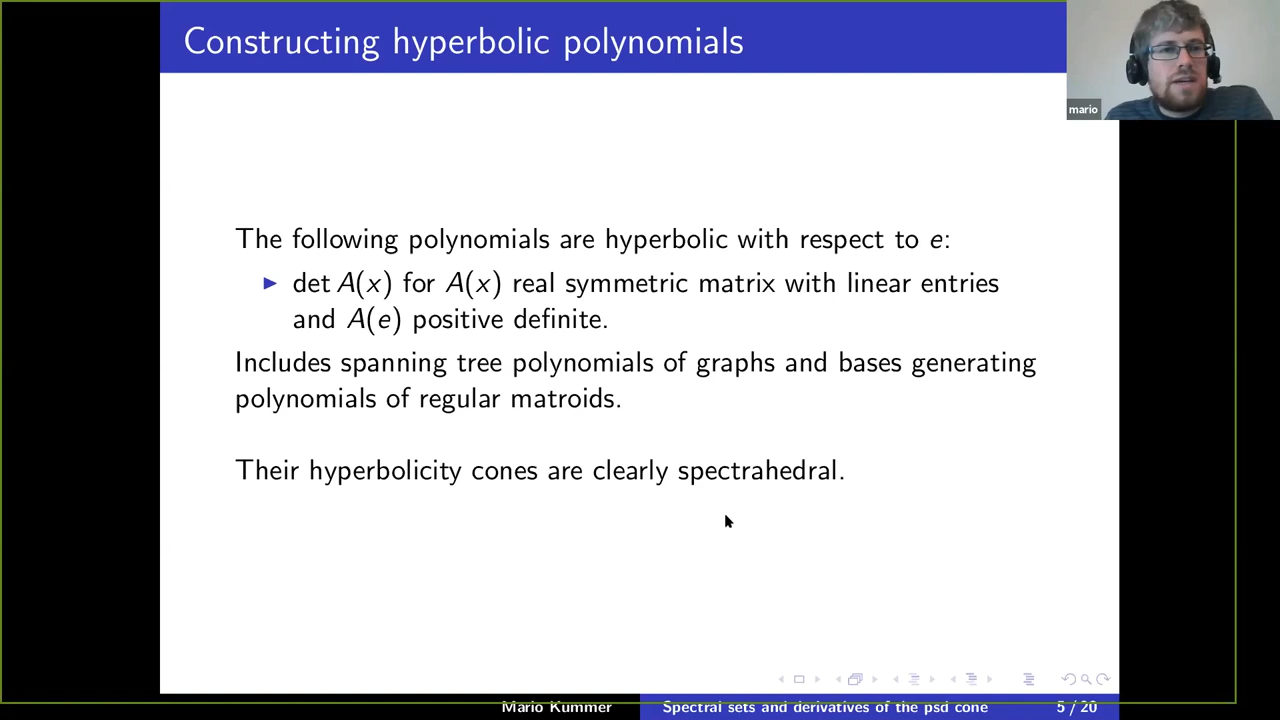 Constructing hyperbolic polynomials
mario
The following polynomials are hyperbolic with respect to e:
▶ det A(x) for A(x) real symmetric matrix with linear entries
and A(e) positive definite.
Includes spanning tree polynomials of graphs and bases generating
polynomials of regular matroids.
Their hyperbolicity cones are clearly spectrahedral.
Mario Kummer
Spectral sets and derivatives of the psd cone
5 / 20